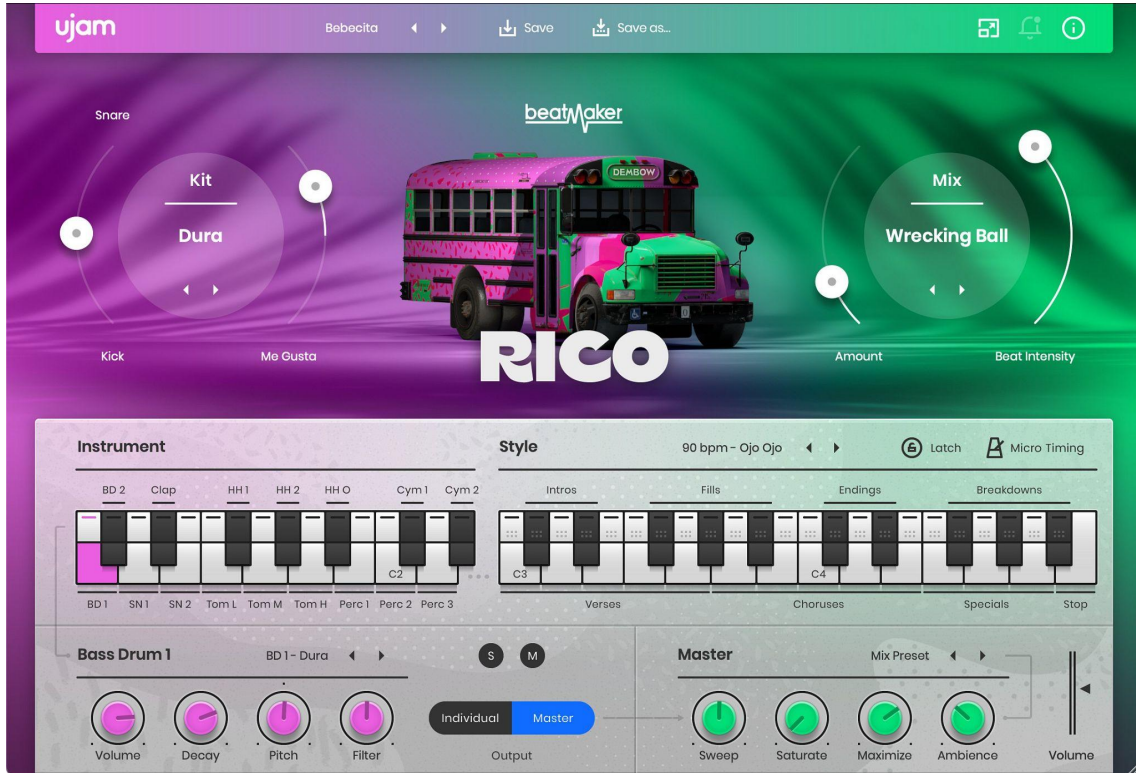 ujam
Bebecita
Save
Save as...
beatMaker
Snare
Kit
Dura
Kick
Me Gusta
DEMBOW
RICO
Mix
Wrecking Ball
Amount
Beat Intensity
Instrument
BD 2 Clap HH 1 HH 2 HH O Cym 1 Cym 2
C2
BD 1 SN 1 SN 2 Tom L Tom M Tom H Perc 1 Perc 2 Perc 3
Style
90 bpm - Ojo Ojo
Latch
Micro Timing
Intros Fills Endings Breakdowns
C3 C4
Verses Choruses Specials Stop
Bass Drum 1
BD 1 - Dura
S M
Volume Decay Pitch Filter
Individual Master
Output
Master
Mix Preset
Sweep Saturate Maximize Ambience
Volume